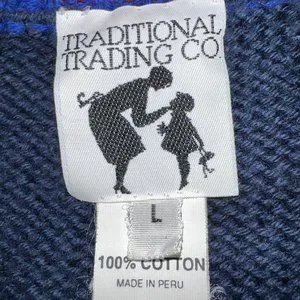 TRADITIONAL
TRADING CO
L
100% COTTON
MADE IN PERU